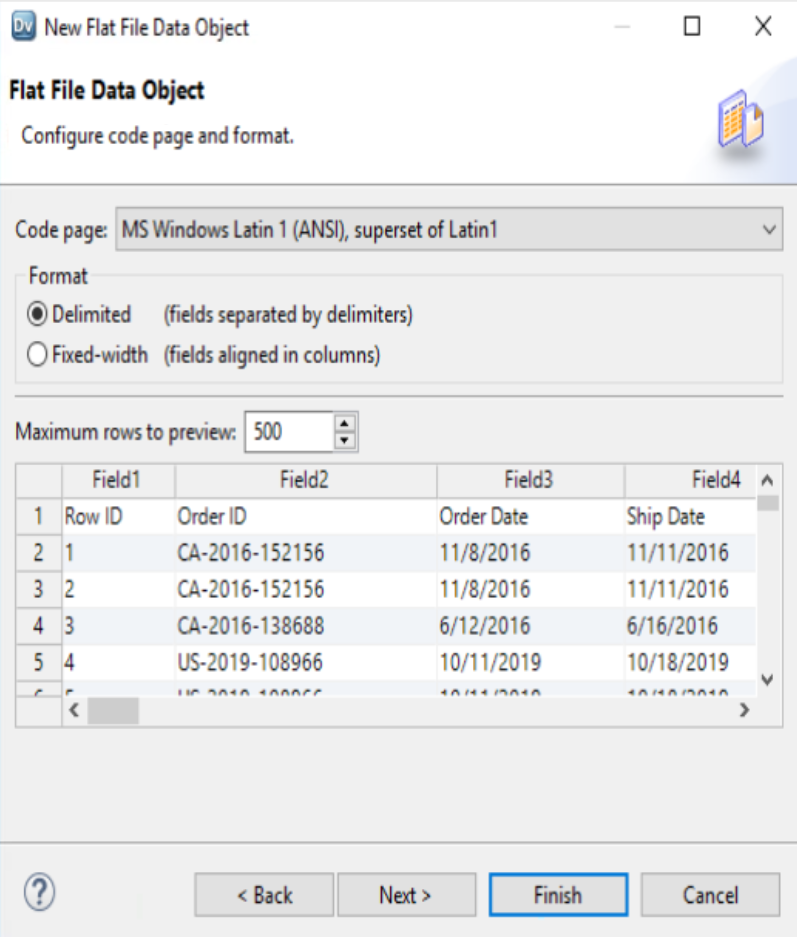 Dv New Flat File Data Object
Flat File Data Object
Configure code page and format.
Code page: MS Windows Latin 1 (ANSI), superset of Latin1
Format
Delimited (fields separated by delimiters)
Fixed-width (fields aligned in columns)
Maximum rows to preview: 500
Field1 Field2 Field3 Field4
1 Row ID Order ID Order Date Ship Date
2 1 CA-2016-152156 11/8/2016 11/11/2016
3 2 CA-2016-152156 11/8/2016 11/11/2016
4 3 CA-2016-138688 6/12/2016 6/16/2016
5 4 US-2019-108966 10/11/2019 10/18/2019
? < Back Next > Finish Cancel